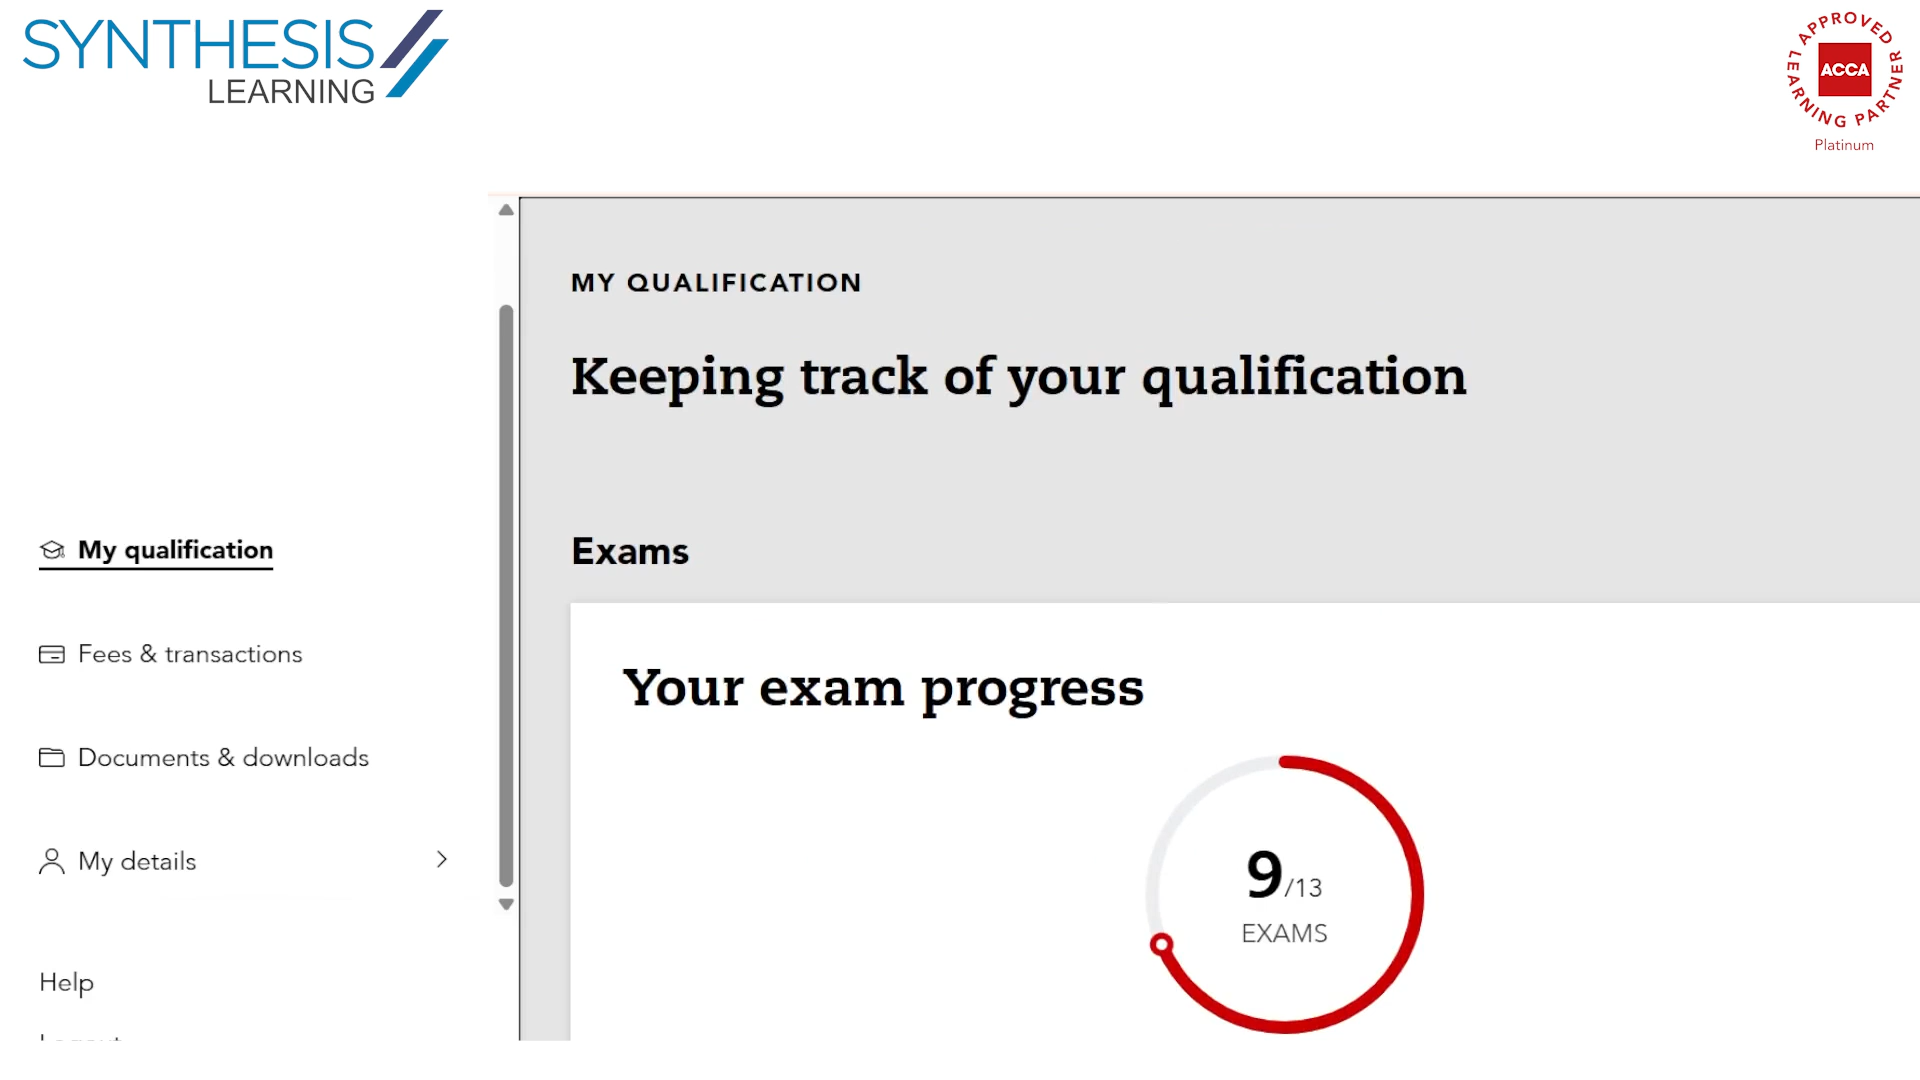 SYNTHESIS
LEARNING
APPROVED
LEARNING PARTNER
ACCA
Platinum
MY QUALIFICATION
Keeping track of your qualification
Exams
Your exam progress
9/13
EXAMS
My qualification
Fees & transactions
Documents & downloads
My details
Help